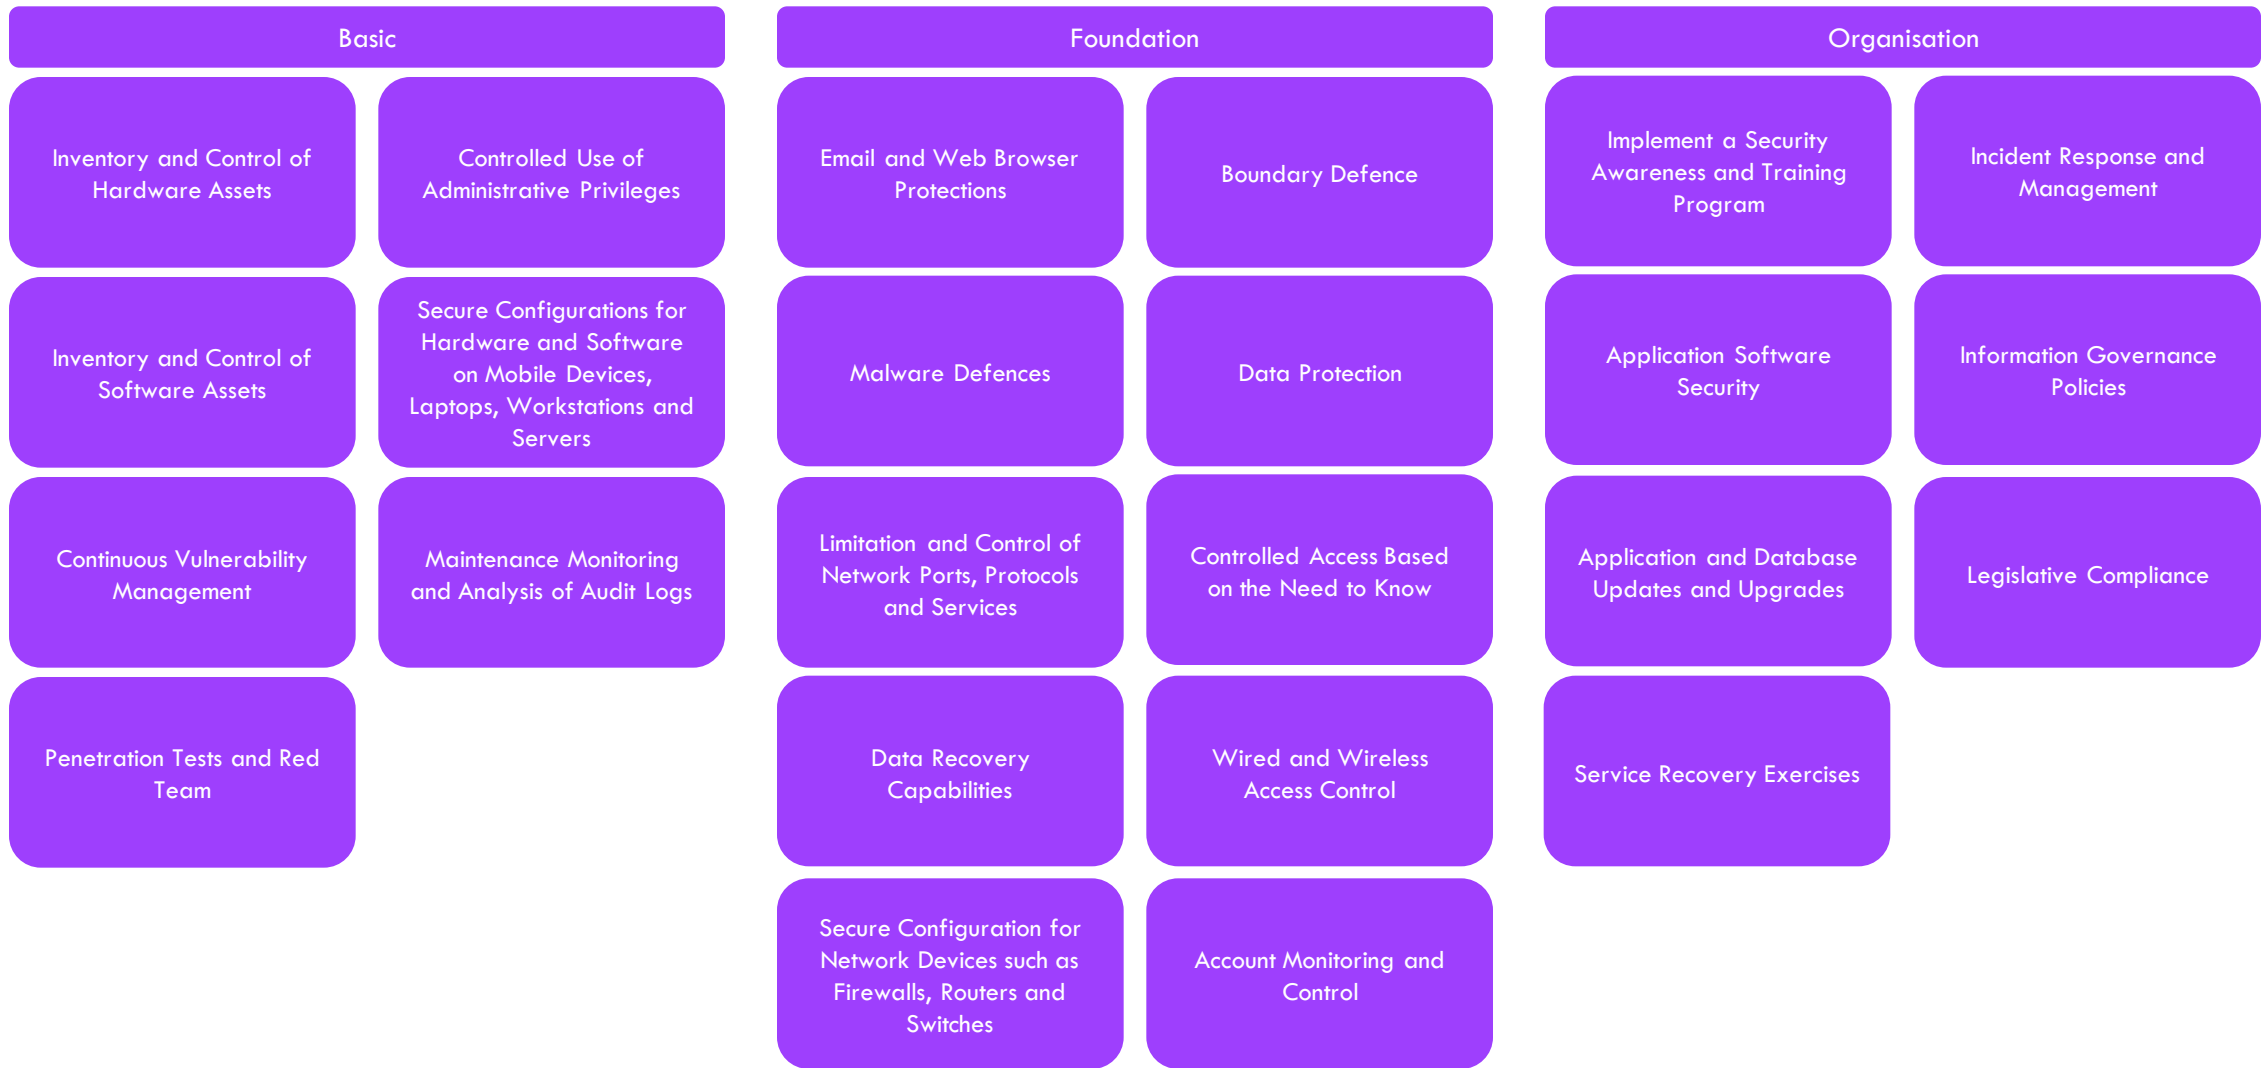 Basic
Inventory and Control of
Hardware Assets
Controlled Use of
Administrative Privileges
Inventory and Control of
Software Assets
Secure Configurations for
Hardware and Software
on Mobile Devices,
Laptops, Workstations and
Servers
Continuous Vulnerability
Management
Maintenance Monitoring
and Analysis of Audit Logs
Penetration Tests and Red
Team
Foundation
Email and Web Browser
Protections
Boundary Defence
Malware Defences
Data Protection
Limitation and Control of
Network Ports, Protocols
and Services
Controlled Access Based
on the Need to Know
Data Recovery
Capabilities
Wired and Wireless
Access Control
Secure Configuration for
Network Devices such as
Firewalls, Routers and
Switches
Account Monitoring and
Control
Organisation
Implement a Security
Awareness and Training
Program
Incident Response and
Management
Application Software
Security
Information Governance
Policies
Application and Database
Updates and Upgrades
Legislative Compliance
Service Recovery Exercises